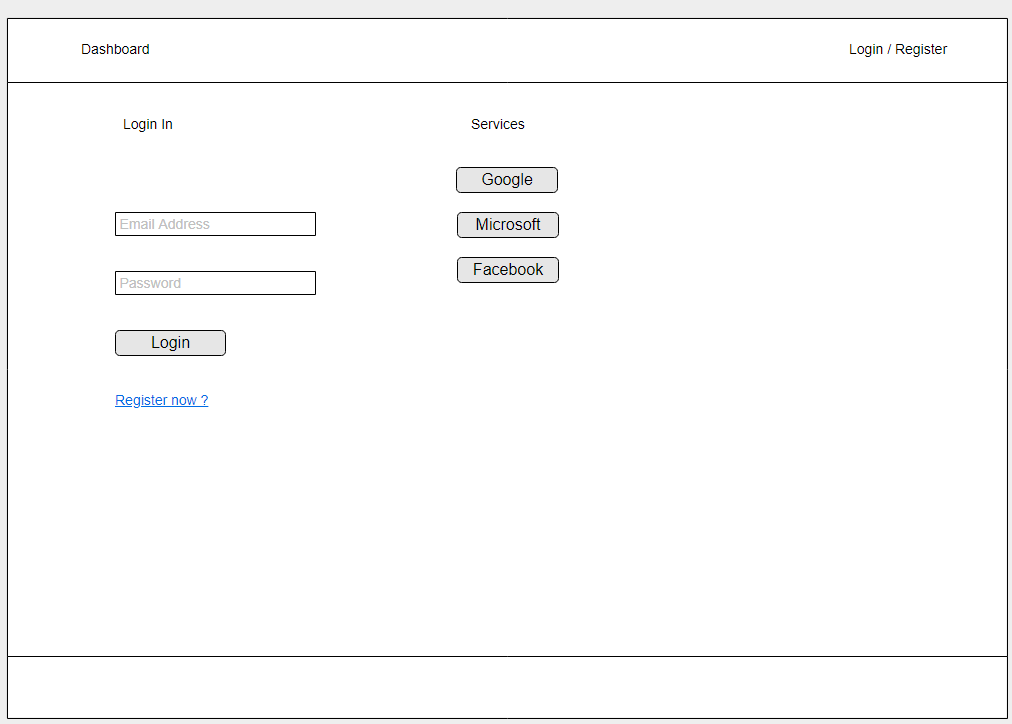 Dashboard
Login / Register
Login In
Email Address
Password
Login
Register now ?
Services
Google
Microsoft
Facebook